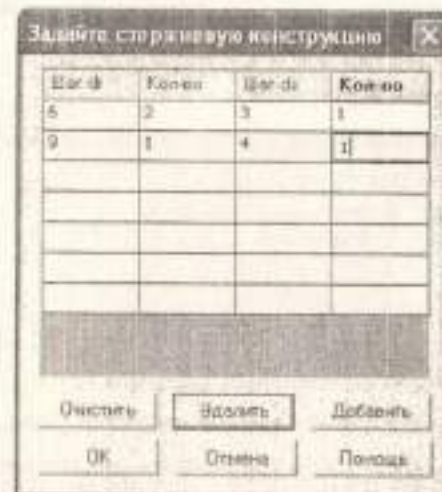 Задайте стержневую конструкцию
Шаг-ф Кол-во Шаг-dz Кол-во
6 2 3 1
9 1 4 1
Очистить Удалить Добавить
OK Отмена Помощь